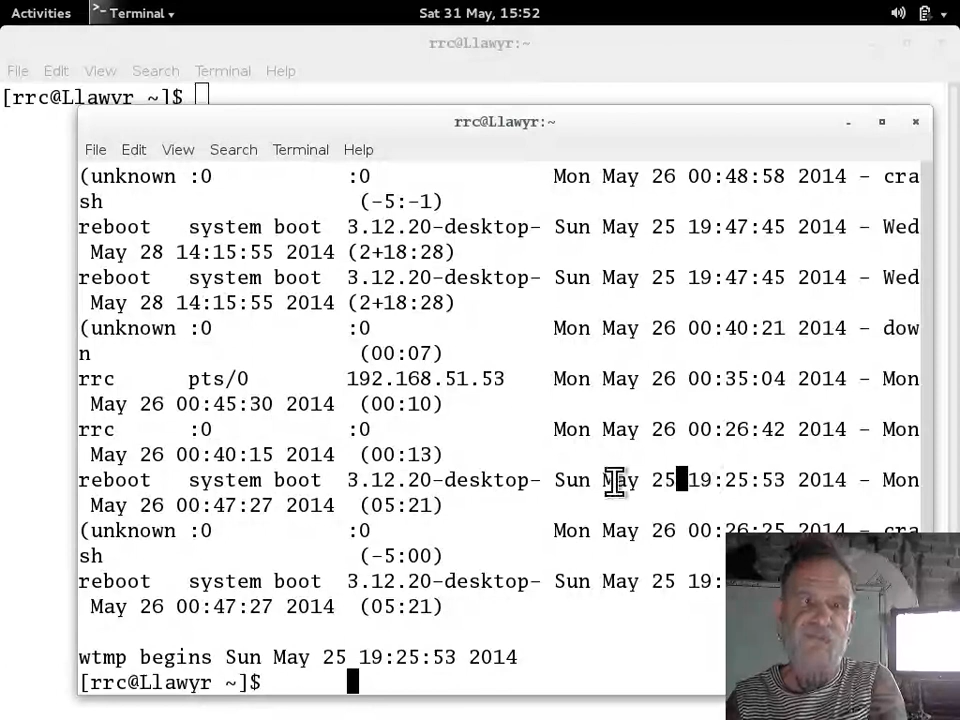 Activities
Terminal
Sat 31 May, 15:52
rrc@Llawyr:~
File Edit View Search Terminal Help
[rrc@Llawyr ~]$
rrc@Llawyr:~
File Edit View Search Terminal Help
(unknown :0 :0 Mon May 26 00:48:58 2014 - cra
sh (-5:-1)
reboot system boot 3.12.20-desktop- Sun May 25 19:47:45 2014 - Wed
May 28 14:15:55 2014 (2+18:28)
reboot system boot 3.12.20-desktop- Sun May 25 19:47:45 2014 - Wed
May 28 14:15:55 2014 (2+18:28)
(unknown :0 :0 Mon May 26 00:40:21 2014 - dow
n (00:07)
rrc pts/0 192.168.51.53 Mon May 26 00:35:04 2014 - Mon
May 26 00:45:30 2014 (00:10)
rrc :0 :0 Mon May 26 00:26:42 2014 - Mon
May 26 00:40:15 2014 (00:13)
reboot system boot 3.12.20-desktop- Sun May 25 19:25:53 2014 - Mon
May 26 00:47:27 2014 (05:21)
(unknown :0 :0 Mon May 26 00:26:25 2014 - cra
sh (-5:00)
reboot system boot 3.12.20-desktop- Sun May 25 19:
May 26 00:47:27 2014 (05:21)
wtmp begins Sun May 25 19:25:53 2014
[rrc@Llawyr ~]$